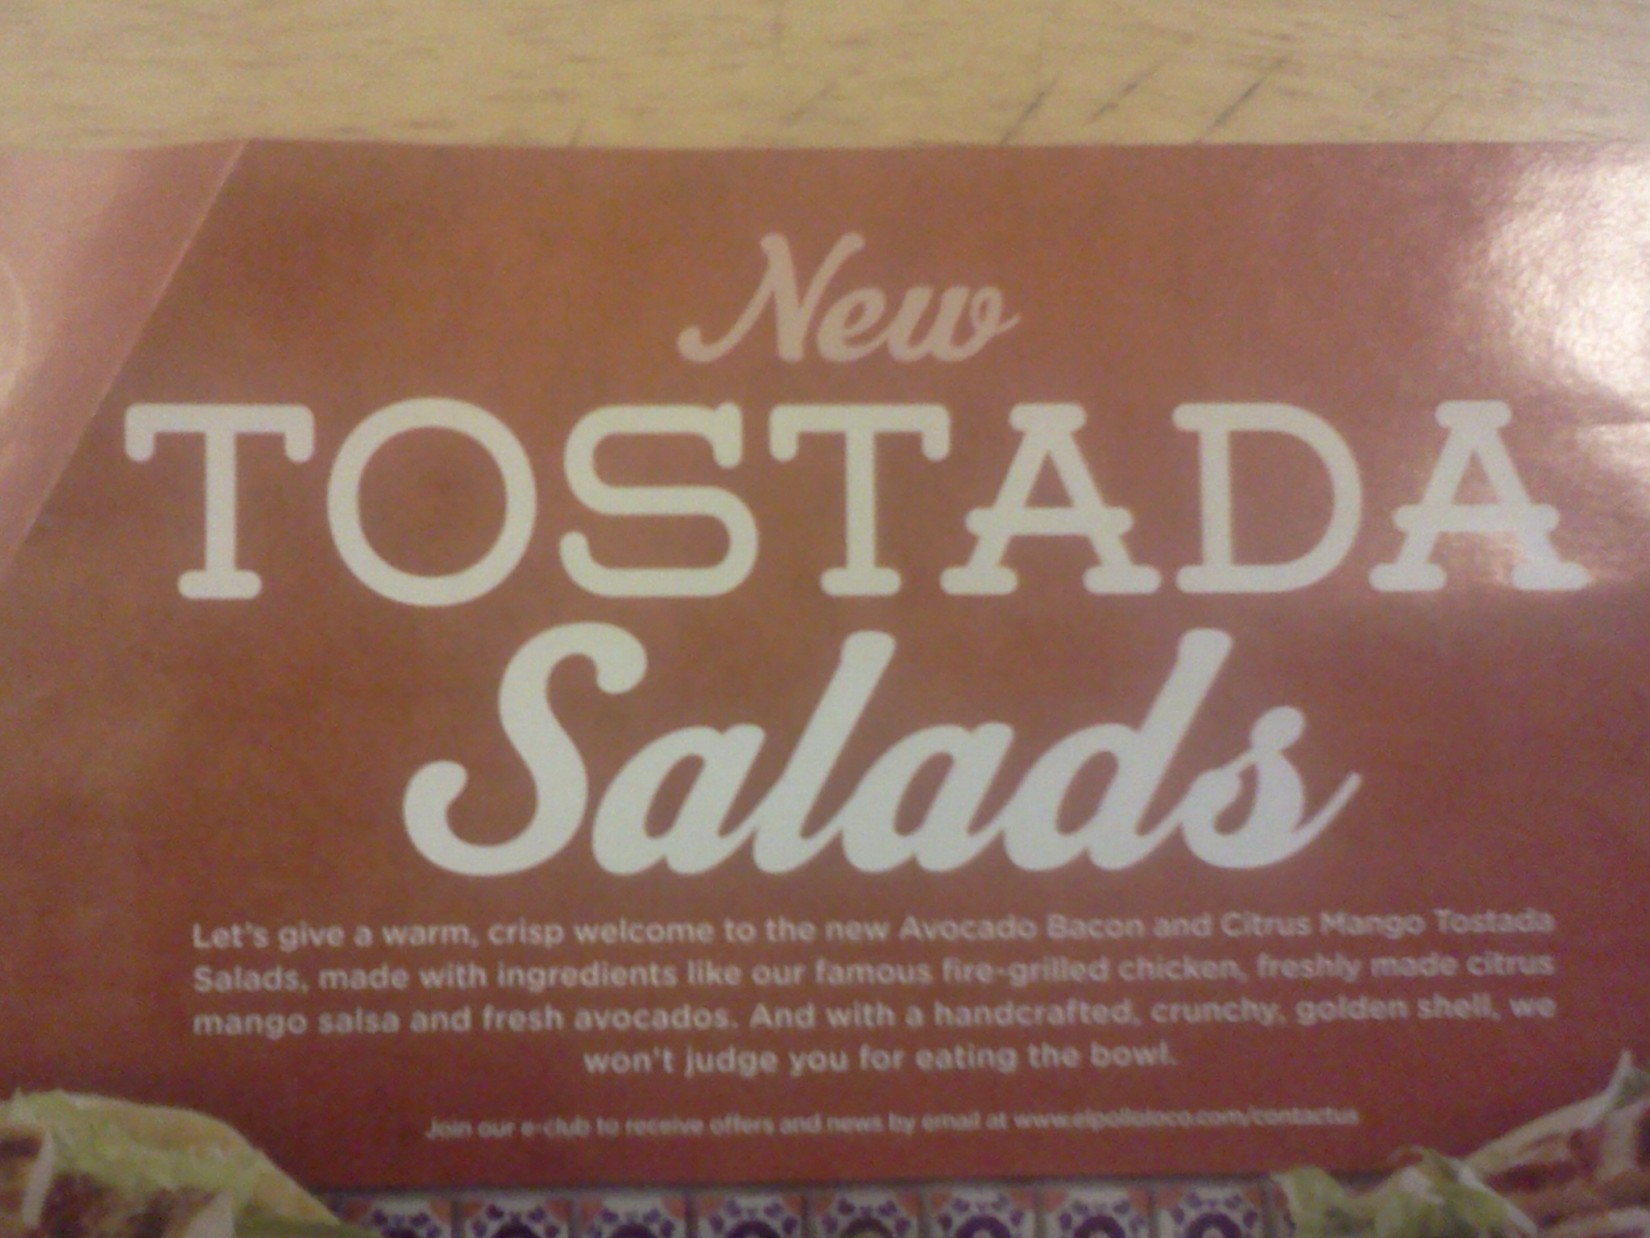 New
TOSTADA
Salads
Let's give a warm, crisp welcome to the new Avocado Bacon and Citrus Mango Tostada
Salads, made with ingredients like our famous fire-grilled chicken, freshly made citrus
mango salsa and fresh avocados. And with a handcrafted, crunchy, golden shell, we
won't judge you for eating the bowl.
Join our e-club to receive offers and news by email at www.elpolloloco.com/contactus